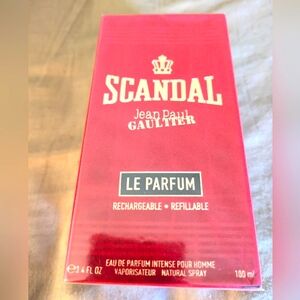 SCANDAL
Jean Paul
GAULTIER
LE PARFUM
RECHARGEABLE • REFILLABLE
EAU DE PARFUM INTENSE POUR HOMME
℮3.4 FL OZ VAPORISATEUR NATURAL SPRAY 100 ml